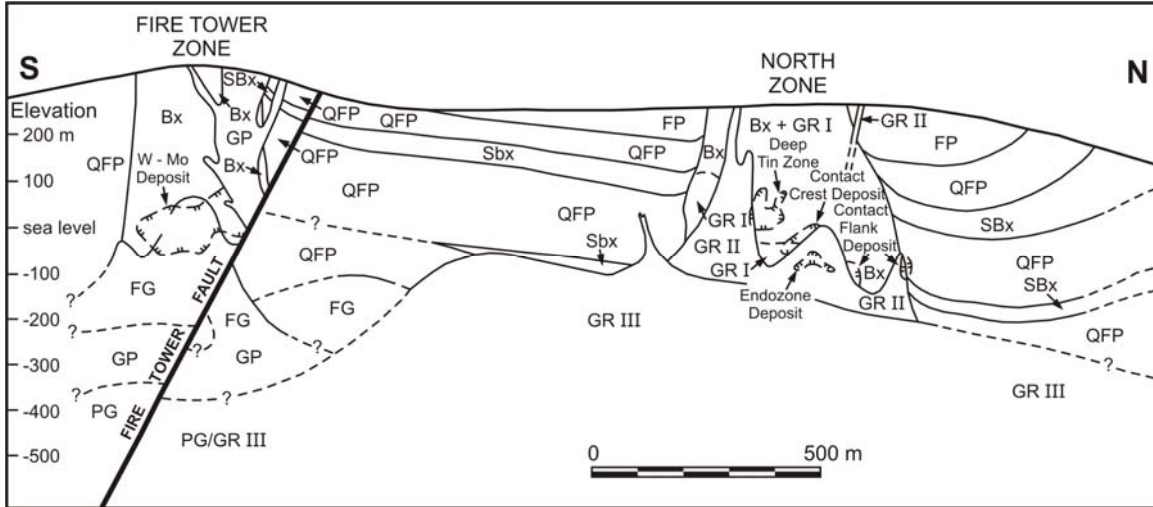 FIRE TOWER
ZONE
S
NORTH
ZONE
N
Elevation
200 m
100
sea level
-100
-200
-300
-400
-500
SBx
QFP
QFP
FP
Bx
Bx + GR I
Deep
Tin Zone
GR II
FP
Bx
Bx
GP
QFP
Sbx
QFP
QFP
W - Mo
Deposit
Bx
QFP
Contact
Crest Deposit
QFP
GR I
Contact
Flank
Deposit
SBx
QFP
GR II
Sbx
GR I
Bx
QFP
SBx
?
?
FG
QFP
Endozone
Deposit
GR II
FG
FG
GR III
QFP
?
?
?
GP
GP
?
?
?
PG
PG/GR III
GR III
FIRE TOWER FAULT
0
500 m